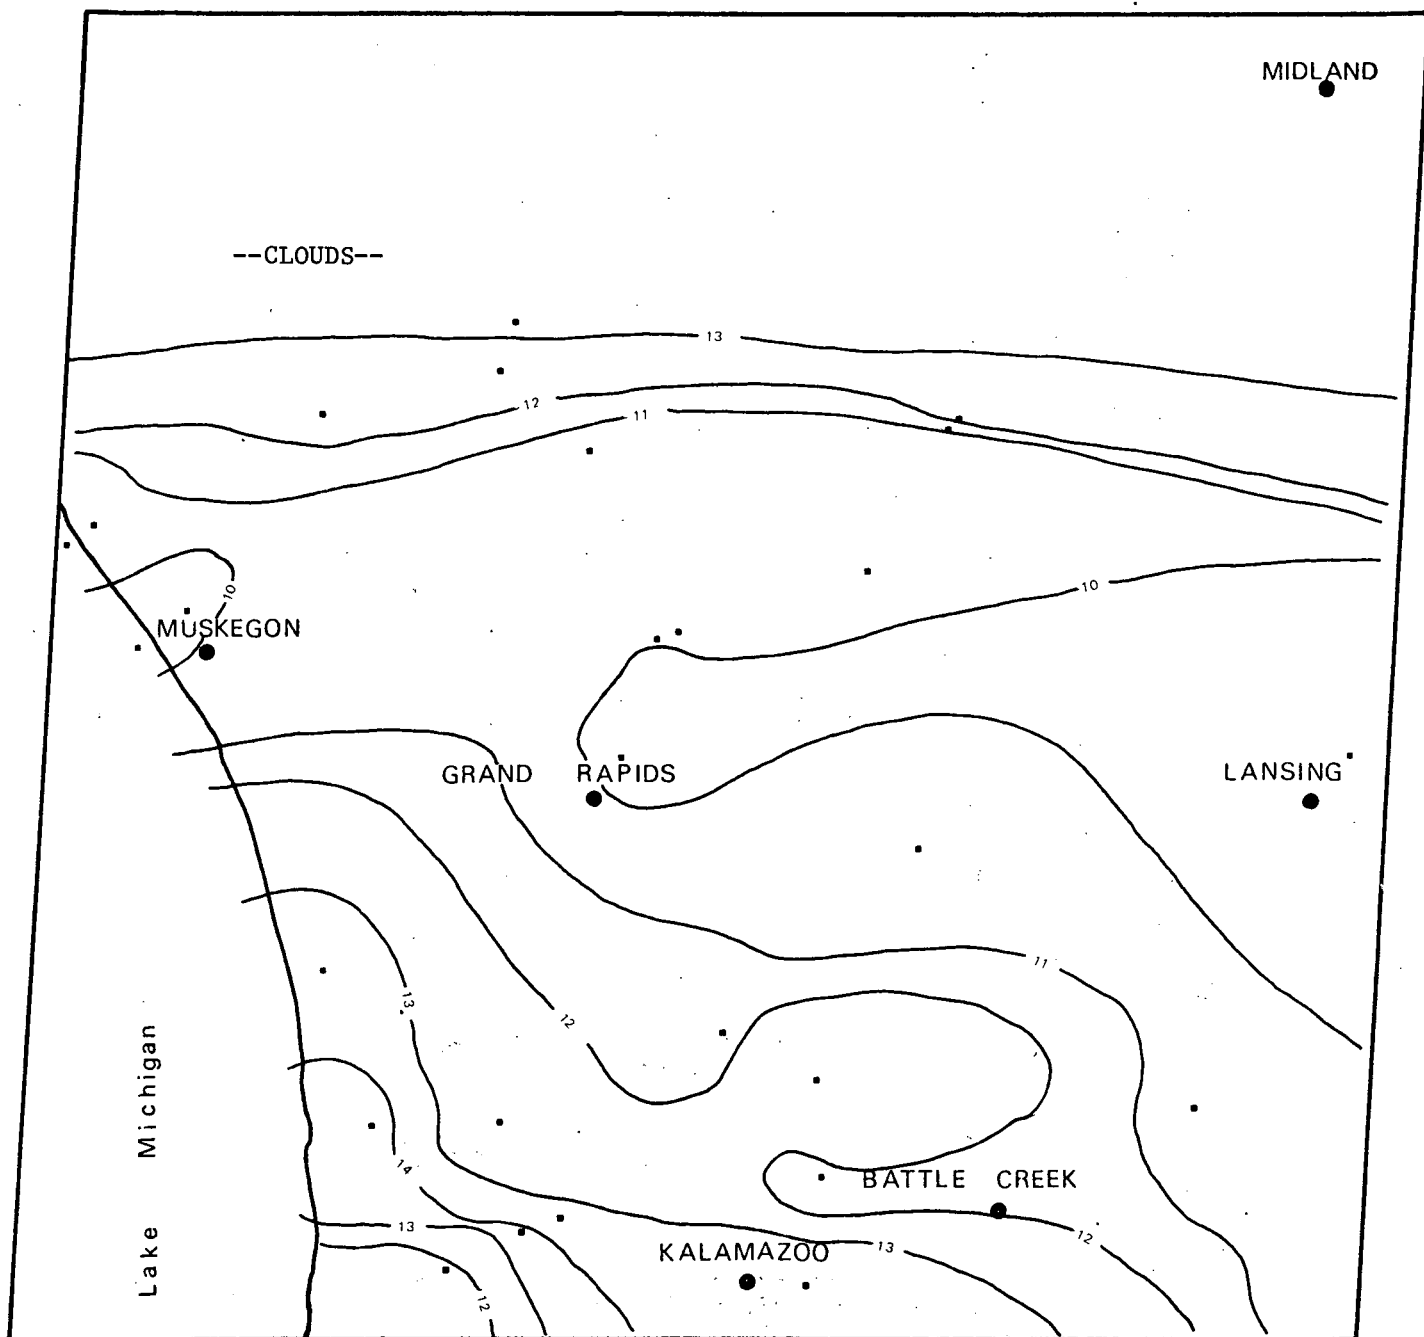 MIDLAND
--CLOUDS--
13
12
11
10
10
MUSKEGON
GRAND RAPIDS
LANSING
11
13
12
Lake Michigan
14
BATTLE CREEK
13
12
KALAMAZOO
13
12